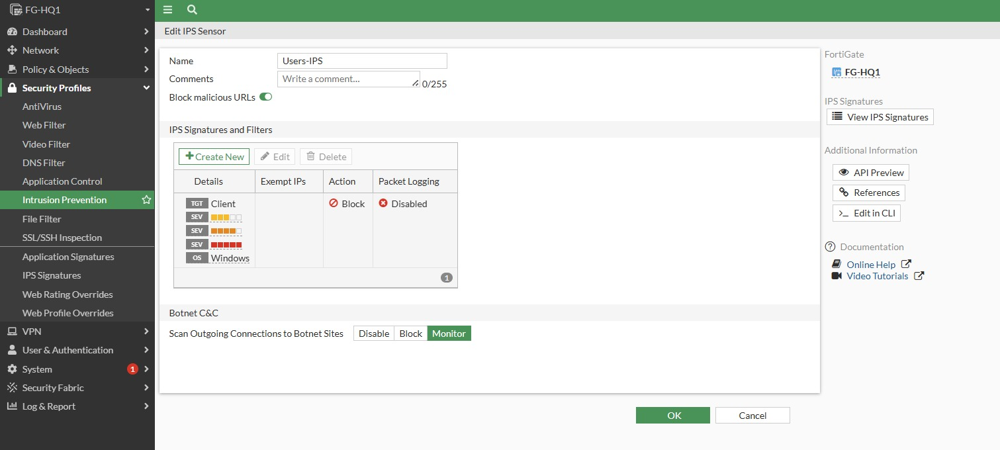 FG-HQ1
Dashboard
Network
Policy & Objects
Security Profiles
AntiVirus
Web Filter
Video Filter
DNS Filter
Application Control
Intrusion Prevention
File Filter
SSL/SSH Inspection
Application Signatures
IPS Signatures
Web Rating Overrides
Web Profile Overrides
VPN
User & Authentication
System 1
Security Fabric
Log & Report
Edit IPS Sensor
Name Users-IPS
Comments Write a comment... 0/255
Block malicious URLs
IPS Signatures and Filters
Create New Edit Delete
Details Exempt IPs Action Packet Logging
TGT Client Block Disabled
SEV
SEV
SEV
OS Windows
1
Botnet C&C
Scan Outgoing Connections to Botnet Sites Disable Block Monitor
OK Cancel
FortiGate
FG-HQ1
IPS Signatures
View IPS Signatures
Additional Information
API Preview
References
>_ Edit in CLI
? Documentation
Online Help
Video Tutorials